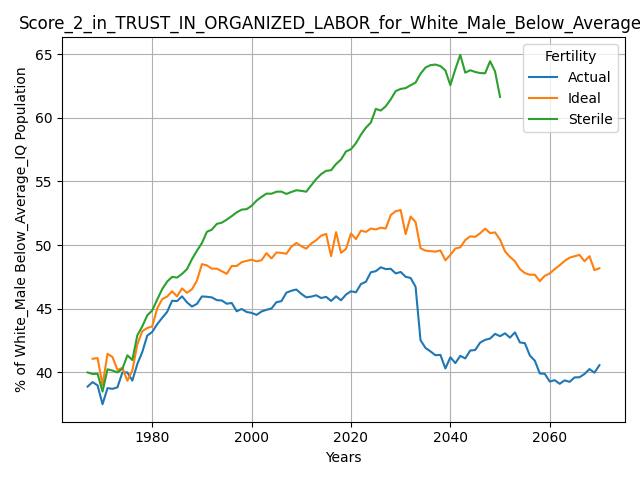 Score_2_in_TRUST_IN_ORGANIZED_LABOR_for_White_Male_Below_Average
% of White_Male Below_Average_IQ Population
65
60
55
50
45
40
1980
2000
2020
2040
2060
Years
Fertility
Actual
Ideal
Sterile